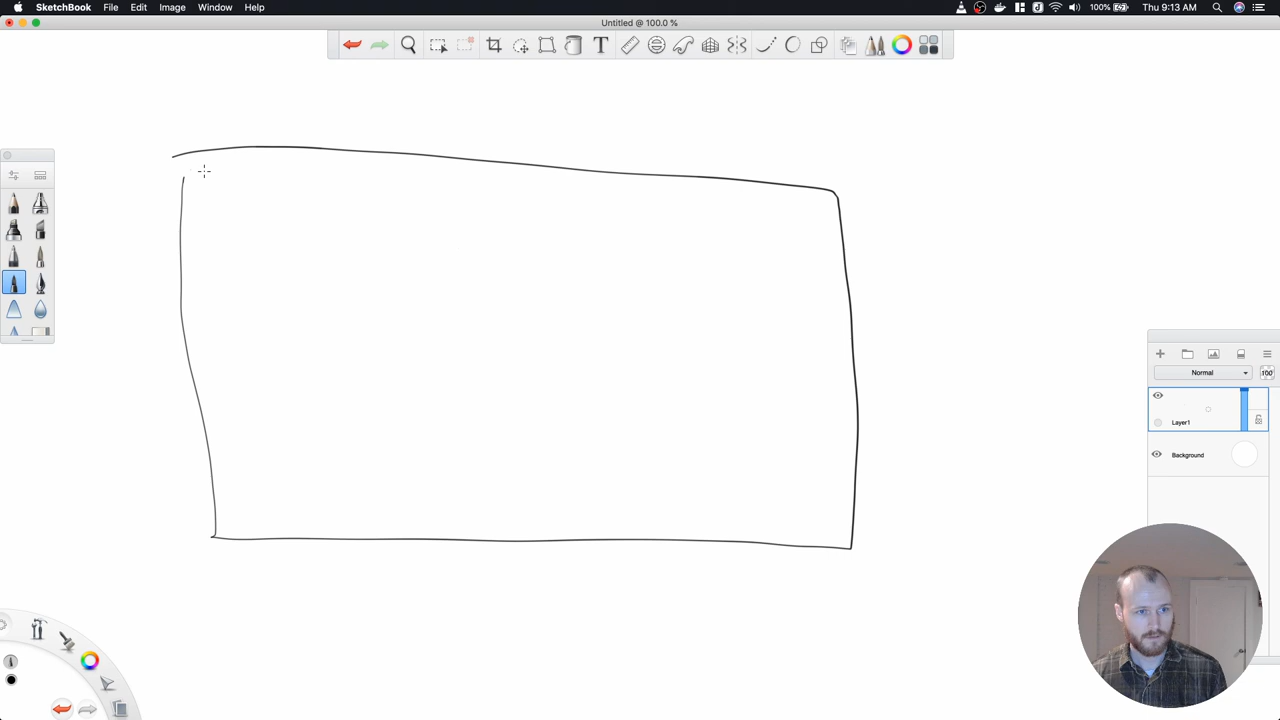 SketchBook File Edit Image Window Help 100% Thu 9:13 AM
Untitled @ 100.0 %
T
Normal 100
Layer1
Background